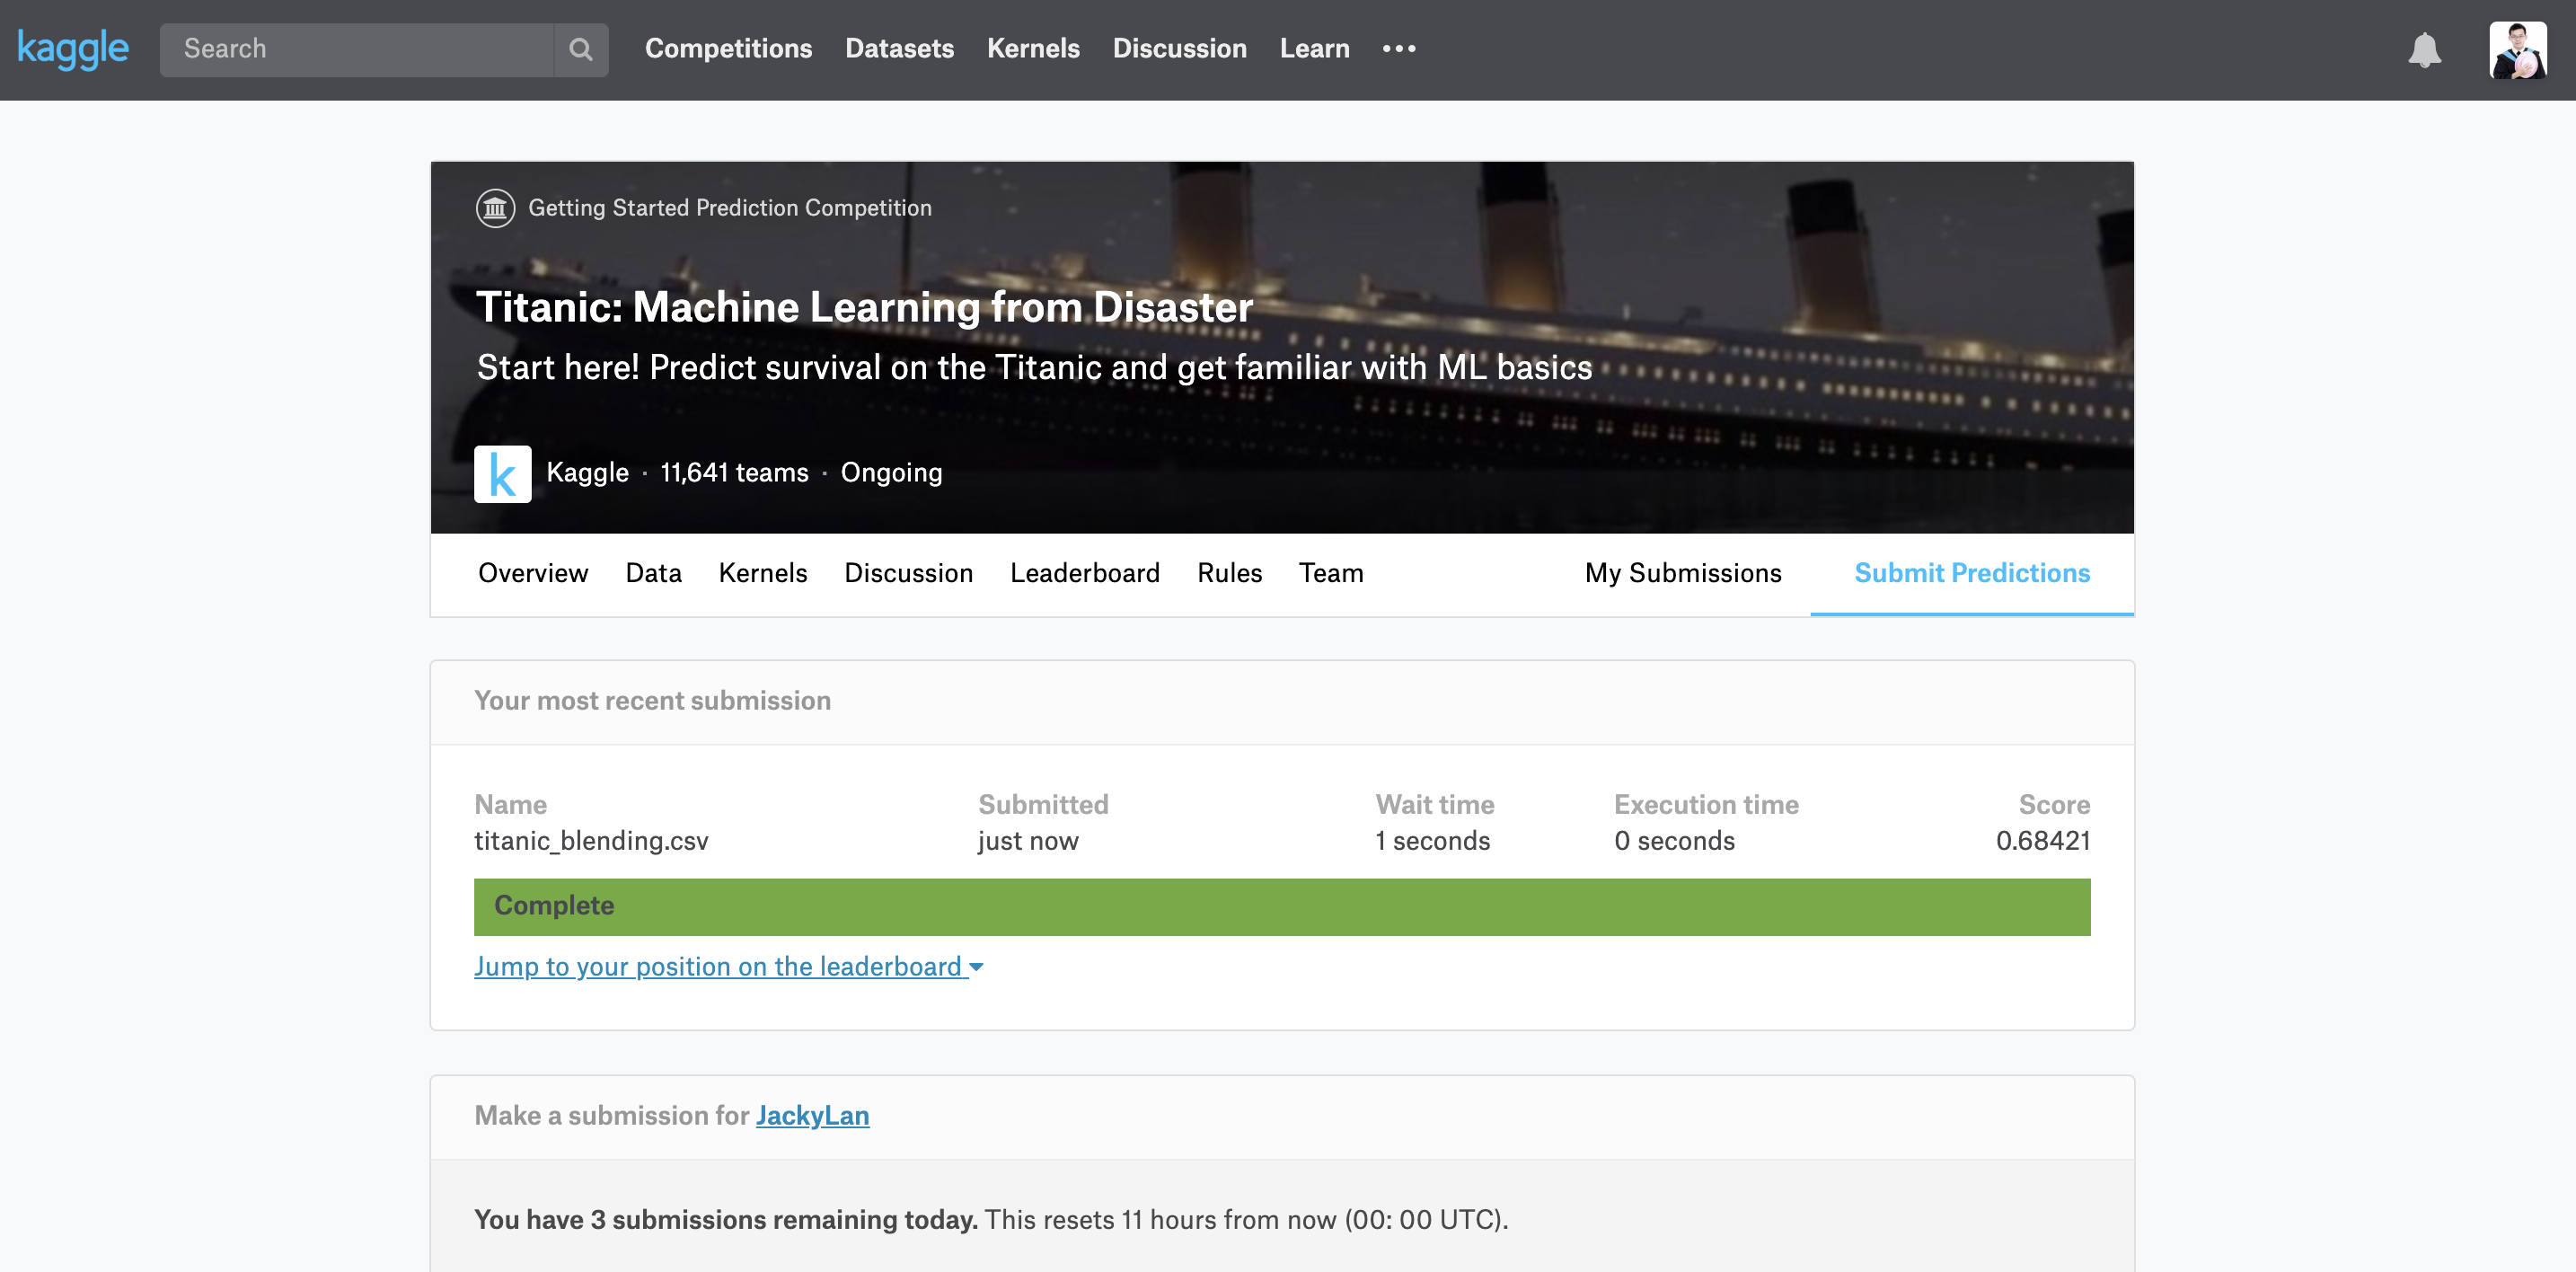 kaggle
Search
Competitions Datasets Kernels Discussion Learn •••
Getting Started Prediction Competition
Titanic: Machine Learning from Disaster
Start here! Predict survival on the Titanic and get familiar with ML basics
k Kaggle · 11,641 teams · Ongoing
Overview Data Kernels Discussion Leaderboard Rules Team My Submissions Submit Predictions
Your most recent submission
Name Submitted Wait time Execution time Score
titanic_blending.csv just now 1 seconds 0 seconds 0.68421
Complete
Jump to your position on the leaderboard
Make a submission for JackyLan
You have 3 submissions remaining today. This resets 11 hours from now (00: 00 UTC).